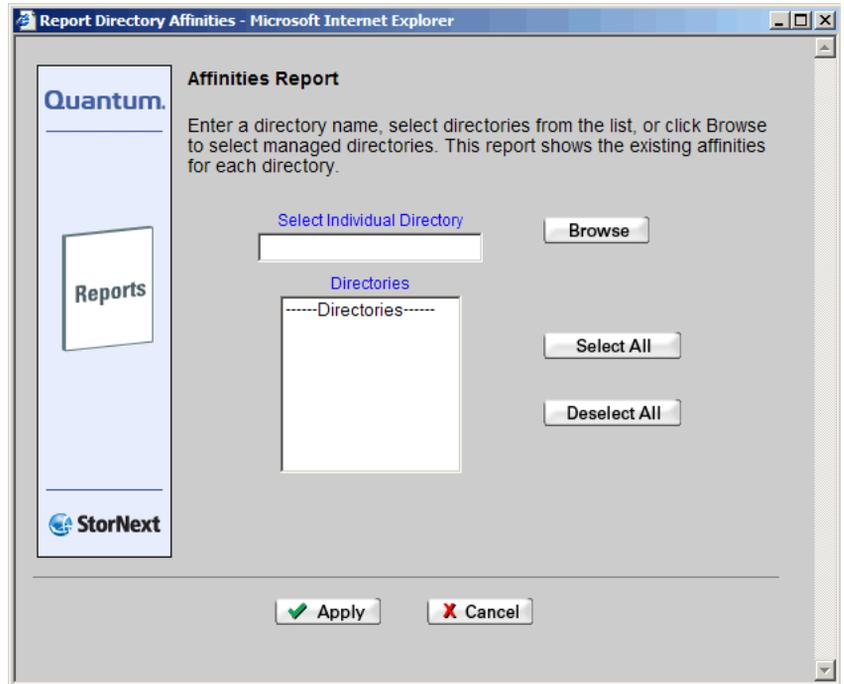 Report Directory Affinities - Microsoft Internet Explorer
Quantum.
Affinities Report
Enter a directory name, select directories from the list, or click Browse
to select managed directories. This report shows the existing affinities
for each directory.
Select Individual Directory
Browse
Directories
------Directories------
Reports
Select All
Deselect All
StorNext
Apply
Cancel